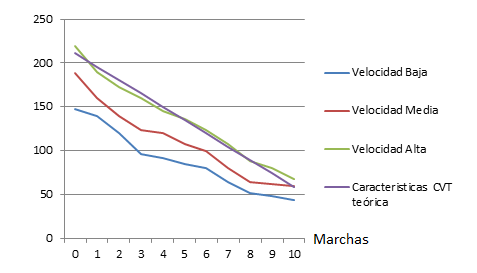 250
200
150
100
50
0
0 1 2 3 4 5 6 7 8 9 10
Marchas
Velocidad Baja
Velocidad Media
Velocidad Alta
Caracteristicas CVT
teórica